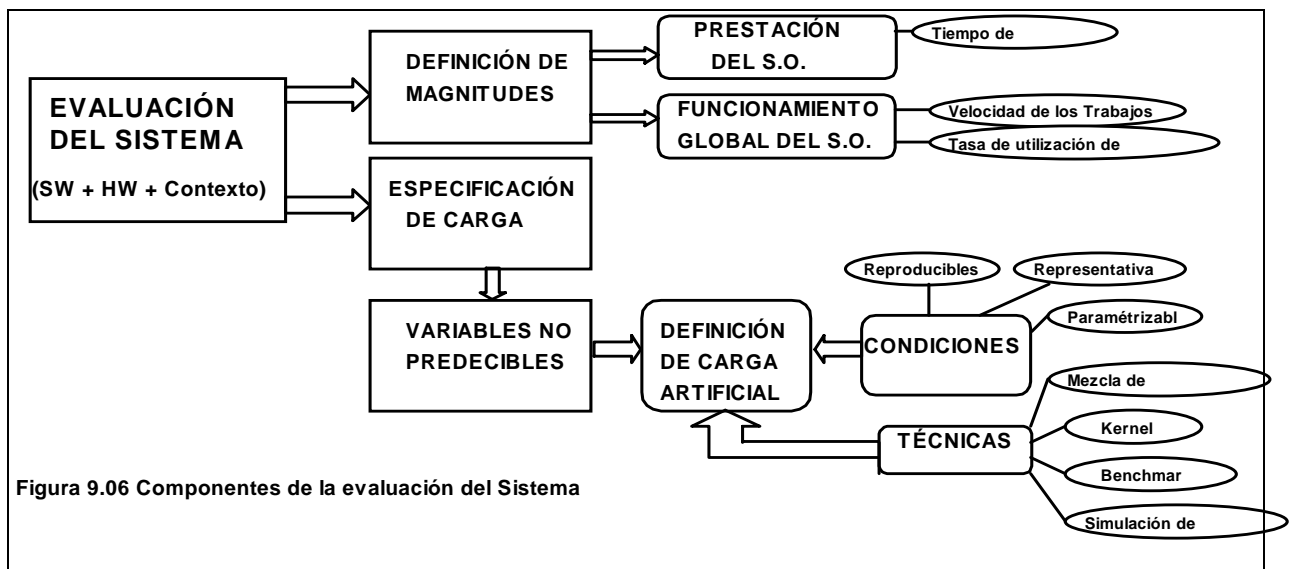 EVALUACIÓN
DEL SISTEMA
(SW + HW + Contexto)
DEFINICIÓN DE
MAGNITUDES
PRESTACIÓN
DEL S.O.
Tiempo de
FUNCIONAMIENTO
GLOBAL DEL S.O.
Velocidad de los Trabajos
Tasa de utilización de
ESPECIFICACIÓN
DE CARGA
VARIABLES NO
PREDECIBLES
DEFINICIÓN
DE CARGA
ARTIFICIAL
Reproducibles
Representativa
Paramétrizabl
CONDICIONES
TÉCNICAS
Mezcla de
Kernel
Benchmar
Simulación de
Figura 9.06 Componentes de la evaluación del Sistema